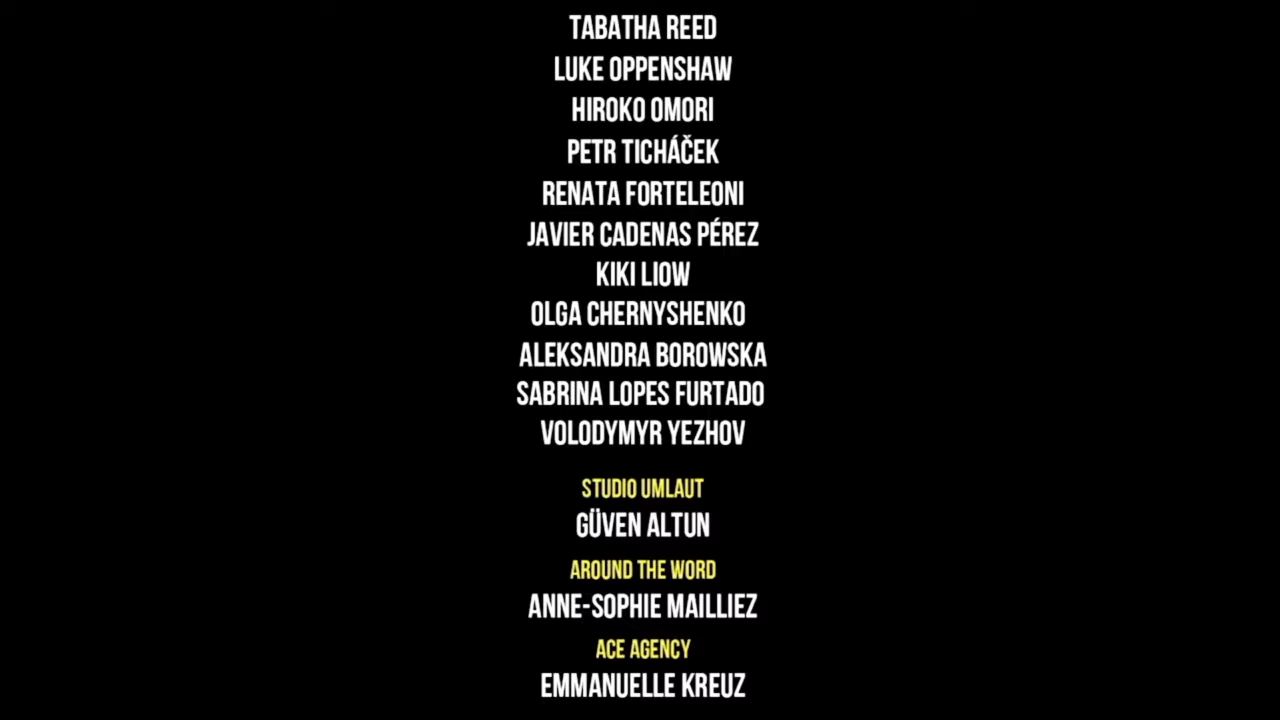 TABATHA REED
LUKE OPPENSHAW
HIROKO OMORI
PETR TICHÁČEK
RENATA FORTELEONI
JAVIER CADENAS PÉREZ
KIKI LIOW
OLGA CHERNYSHENKO
ALEKSANDRA BOROWSKA
SABRINA LOPES FURTADO
VOLODYMYR YEZHOV
STUDIO UMLAUT
GÜVEN ALTUN
AROUND THE WORD
ANNE-SOPHIE MAILLIEZ
ACE AGENCY
EMMANUELLE KREUZ